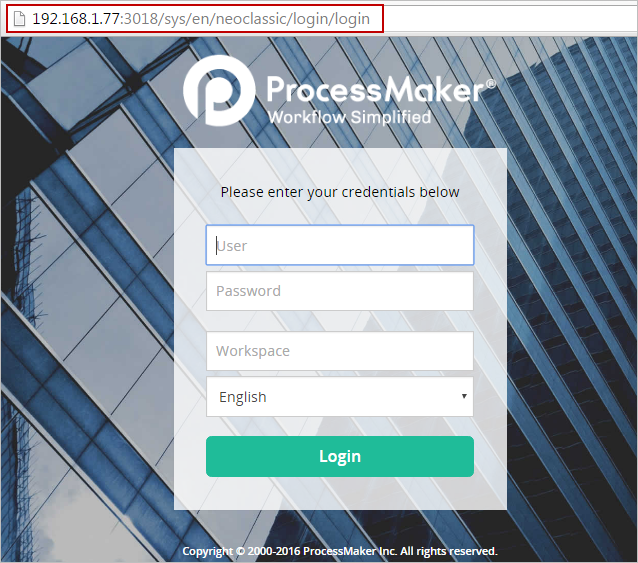 192.168.1.77:3018/sys/en/neoclassic/login/login
ProcessMaker®
Workflow Simplified
Please enter your credentials below
User
Password
Workspace
English
Login
Copyright © 2000-2016 ProcessMaker Inc. All rights reserved.